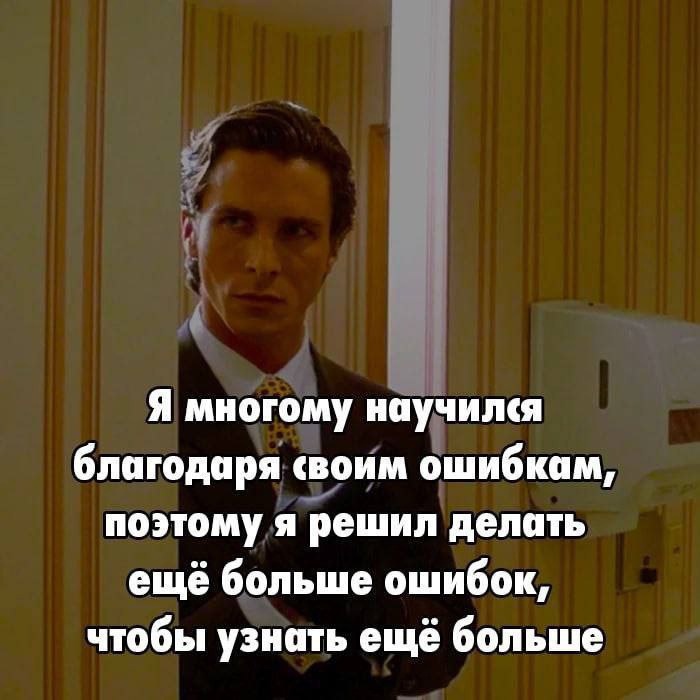 Я многому научился
благодаря своим ошибкам,
поэтому я решил делать
ещё больше ошибок,
чтобы узнать ещё больше